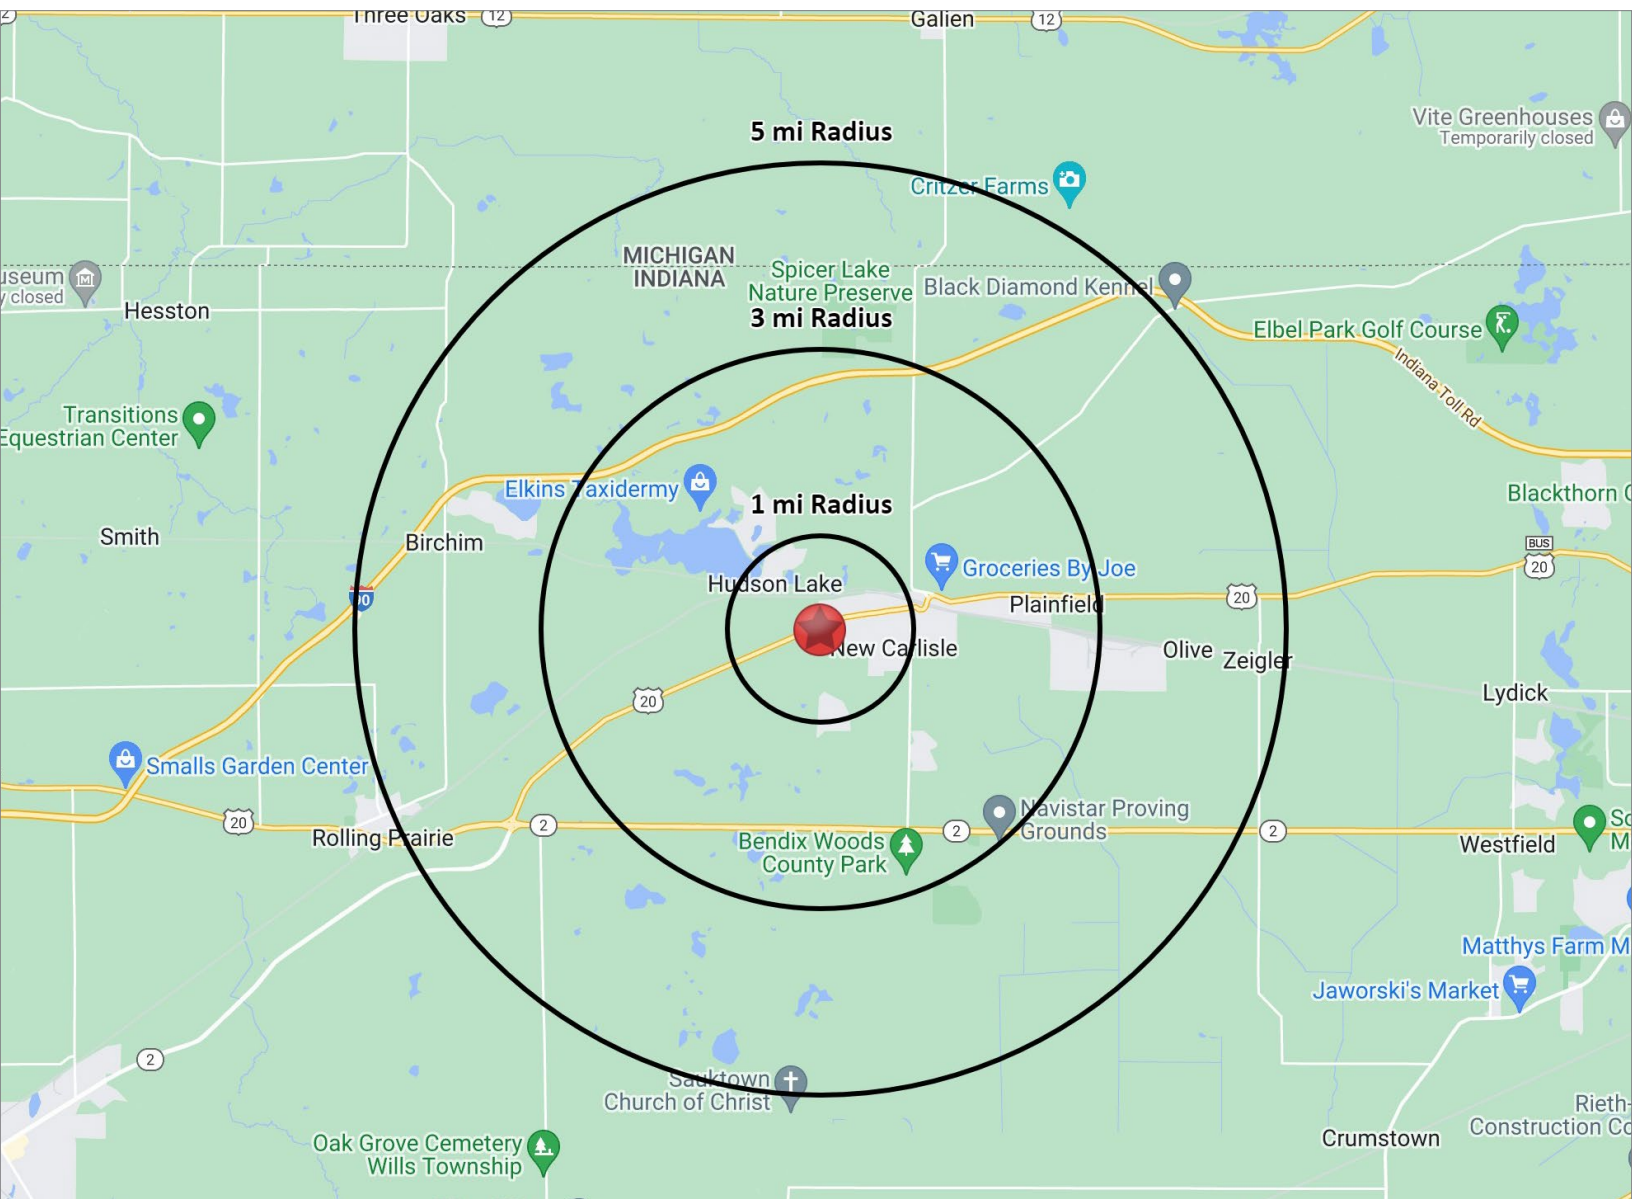 Three Oaks
12
Galien
12
2
5 mi Radius
Vite Greenhouses
Temporarily closed
Critzer Farms
MICHIGAN
INDIANA
Spicer Lake
Nature Preserve
Black Diamond Kennel
useum
y closed
Hesston
3 mi Radius
Elbel Park Golf Course
Indiana Toll Rd
Transitions
Equestrian Center
Elkins Taxidermy
1 mi Radius
Blackthorn
Smith
Birchim
BUS
20
Hudson Lake
Groceries By Joe
90
Plainfield
20
New Carlisle
Olive
Zeigler
Lydick
20
Smalls Garden Center
20
Rolling Prairie
2
Bendix Woods
County Park
2
Navistar Proving
Grounds
2
Westfield
Matthys Farm M
Jaworski's Market
2
Sauktown
Church of Christ
Oak Grove Cemetery
Wills Township
Crumstown
Rieth-
Construction Co